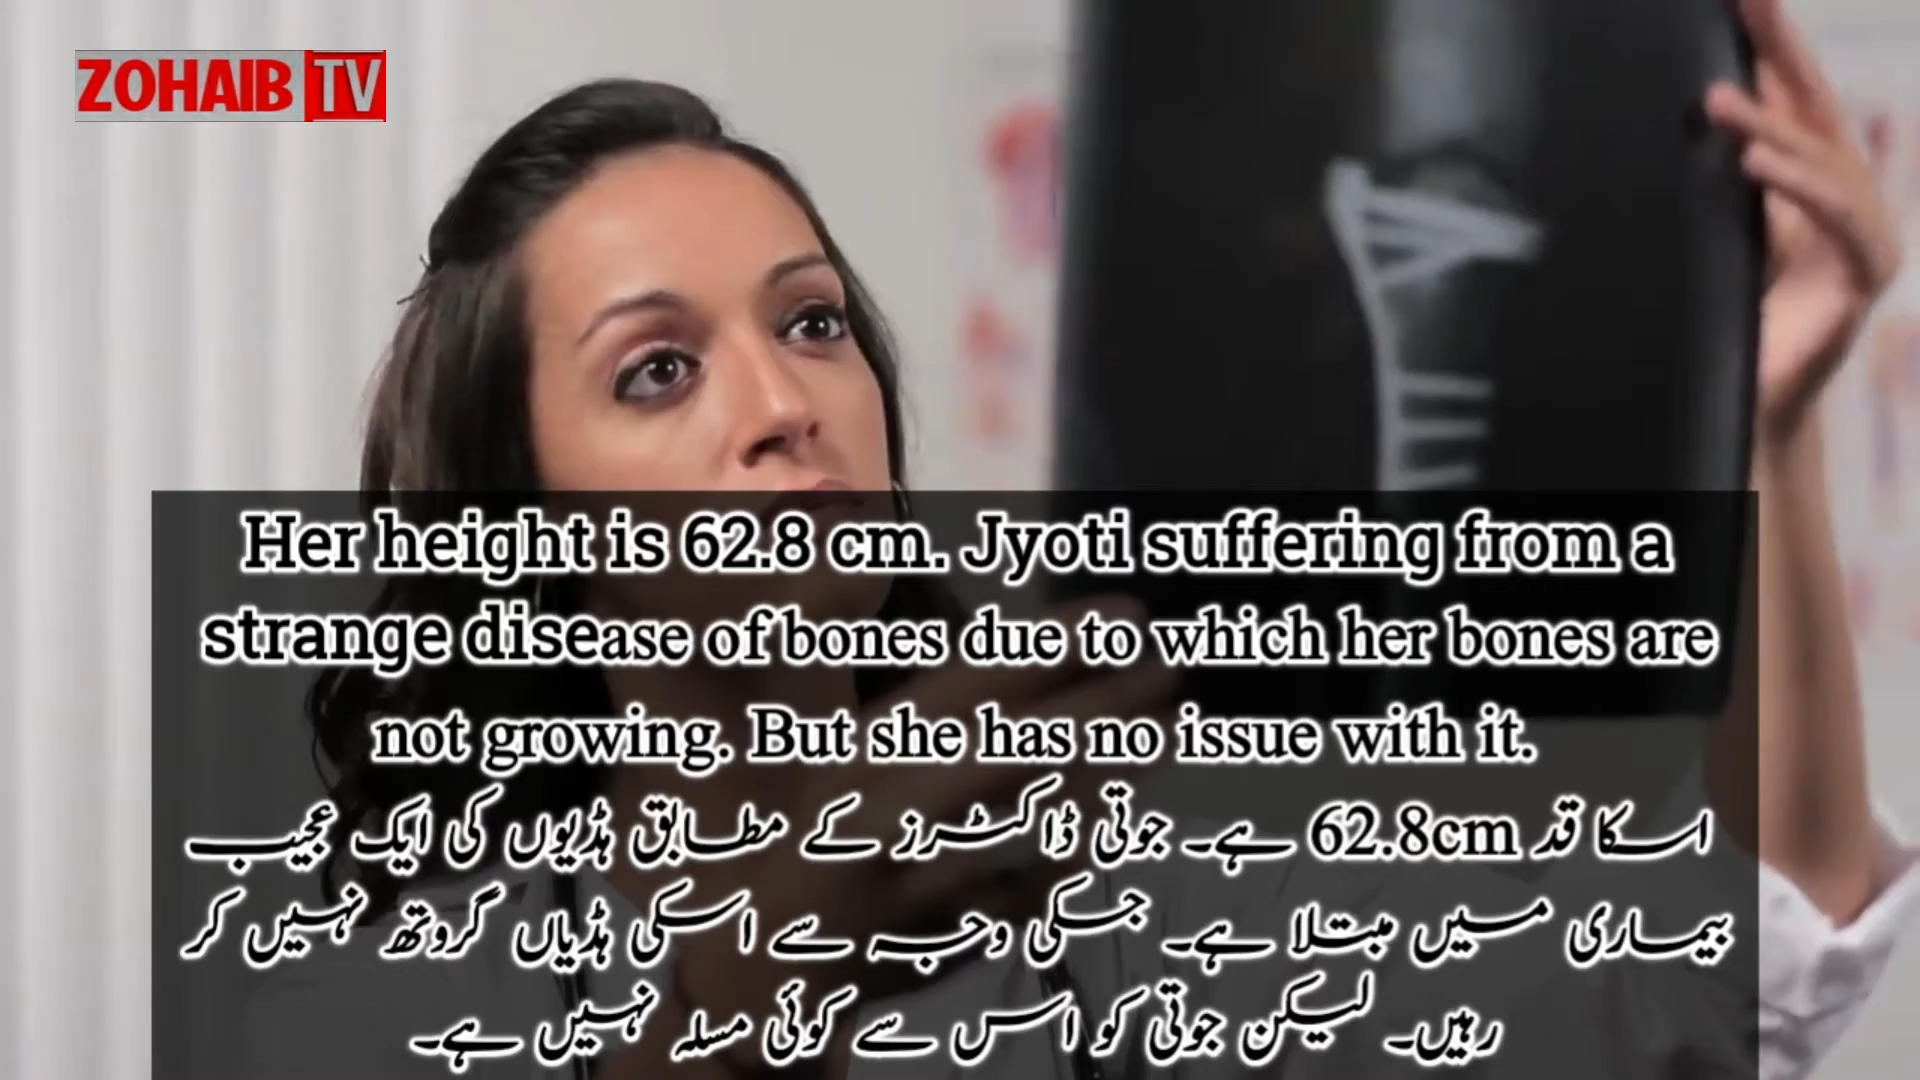 ZOHAIB TV
Her height is 62.8 cm. Jyoti suffering from a
strange disease of bones due to which her bones are
not growing. But she has no issue with it.
اسکا قد 62.8cm ہے۔ جوتی ڈاکٹرز کے مطابق ہڈیوں کی ایک عجیب
بیماری میں مبتلا ہے۔ جسکی وجہ سے اسکی ہڈیاں گروتھ نہیں کر
رہیں۔ لیکن جوتی کو اس سے کوئی مسلہ نہیں ہے۔